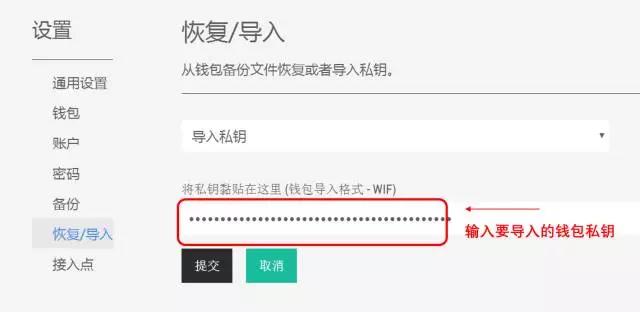 设置
通用设置
钱包
账户
密码
备份
恢复/导入
接入点
恢复/导入
从钱包备份文件恢复或者导入私钥。
导入私钥
将私钥黏贴在这里 (钱包导入格式 - WIF)
输入要导入的钱包私钥
提交
取消